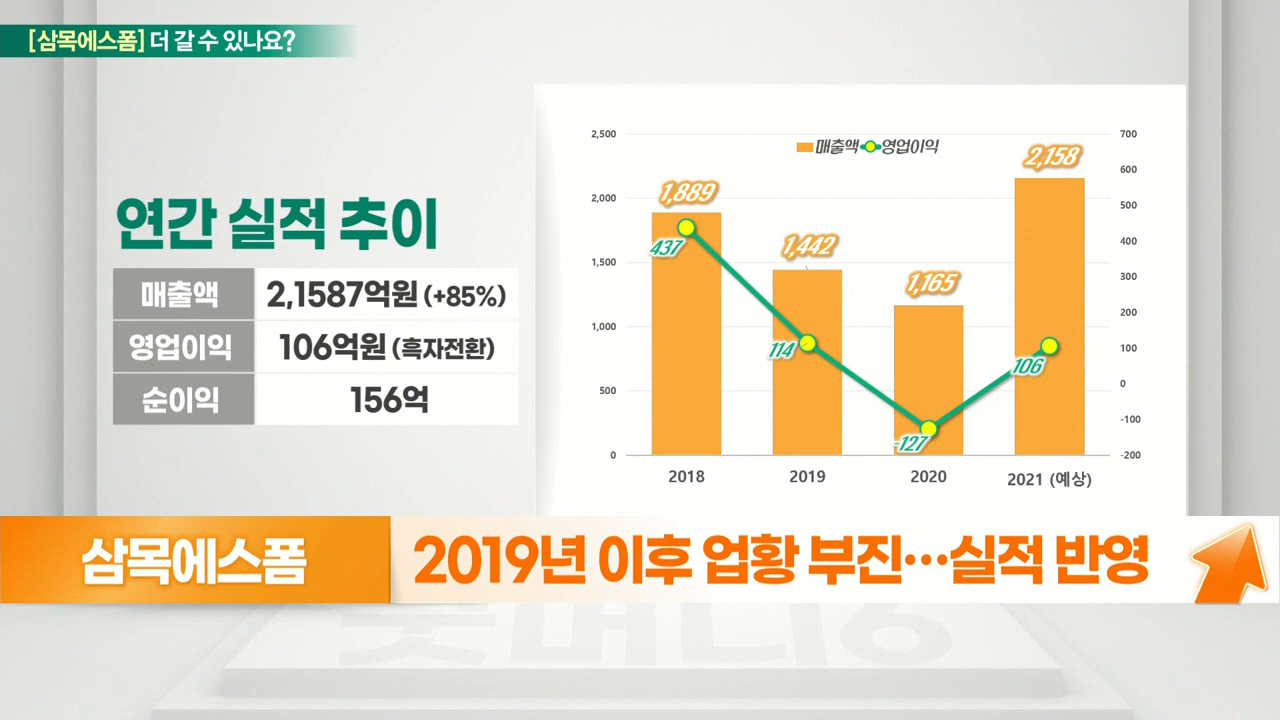 [삼목에스폼] 더 갈 수 있나요?
연간 실적 추이
매출액 2,1587억원 (+85%)
영업이익 106억원 (흑자전환)
순이익 156억
매출액 영업이익
2,500
2,000
1,500
1,000
500
0
700
600
500
400
300
200
100
0
-100
-200
1,889
1,442
1,165
2,158
437
114
-127
106
2018 2019 2020 2021 (예상)
삼목에스폼
2019년 이후 업황 부진…실적 반영
굿머니6